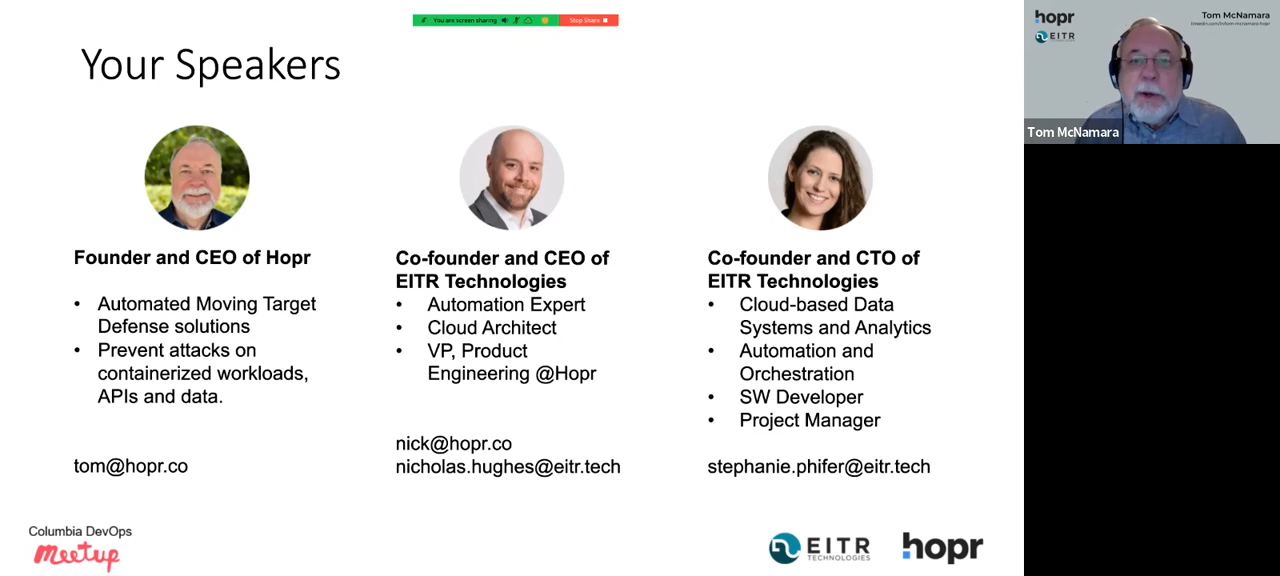 You are screen sharing
Stop Share
Your Speakers
Founder and CEO of Hopr
• Automated Moving Target
Defense solutions
• Prevent attacks on
containerized workloads,
APIs and data.
tom@hopr.co
Co-founder and CEO of
EITR Technologies
• Automation Expert
• Cloud Architect
• VP, Product
Engineering @Hopr
nick@hopr.co
nicholas.hughes@eitr.tech
Co-founder and CTO of
EITR Technologies
• Cloud-based Data
Systems and Analytics
• Automation and
Orchestration
• SW Developer
• Project Manager
stephanie.phifer@eitr.tech
Columbia DevOps
meetup
EITR
TECHNOLOGIES
hopr
hopr
EITR
Tom McNamara
Tom McNamara